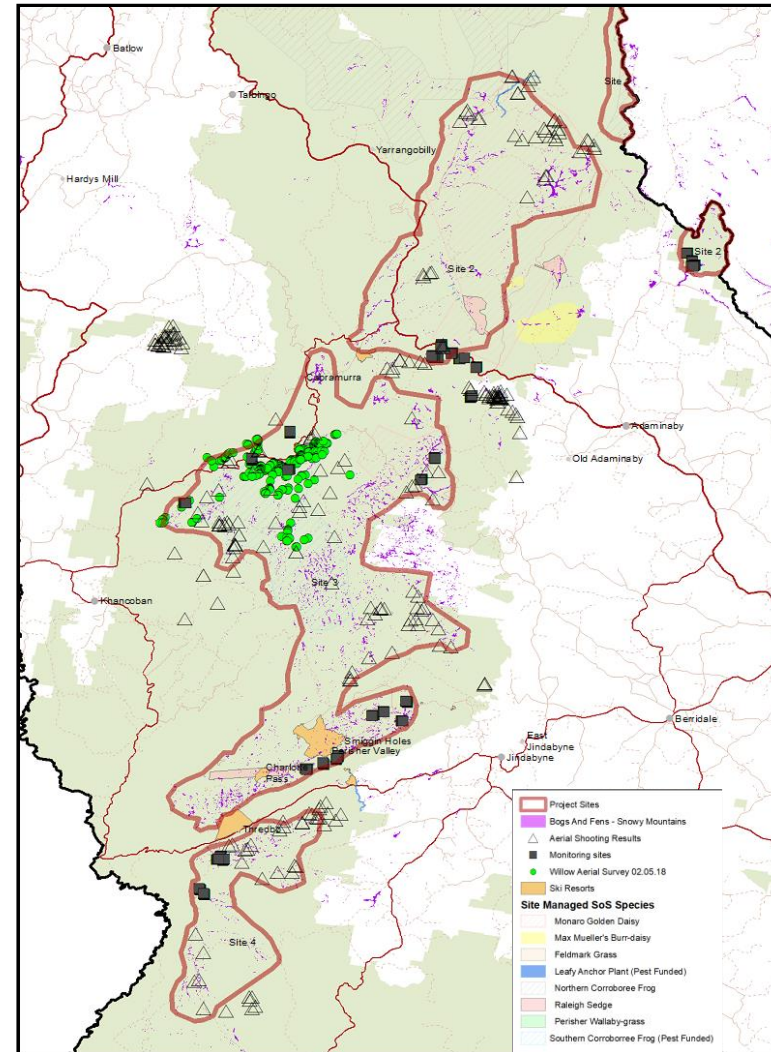 Batlow
Talbingo
Site
Yarrangobilly
Hardys Mill
Site 2
Site 2
Cabramurra
Adaminaby
Old Adaminaby
Site 3
Khancoban
Berridale
Smiggin Holes
East
Jindabyne
Perisher Valley
Jindabyne
Charlotte
Pass
Thredbo
Site 4
Project Sites
Bogs And Fens - Snowy Mountains
Aerial Shooting Results
Monitoring sites
Willow Aerial Survey 02.05.18
Ski Resorts
Site Managed SoS Species
Monaro Golden Daisy
Max Mueller's Burr-daisy
Feldmark Grass
Leafy Anchor Plant (Pest Funded)
Northern Corroboree Frog
Raleigh Sedge
Perisher Wallaby-grass
Southern Corroboree Frog (Pest Funded)